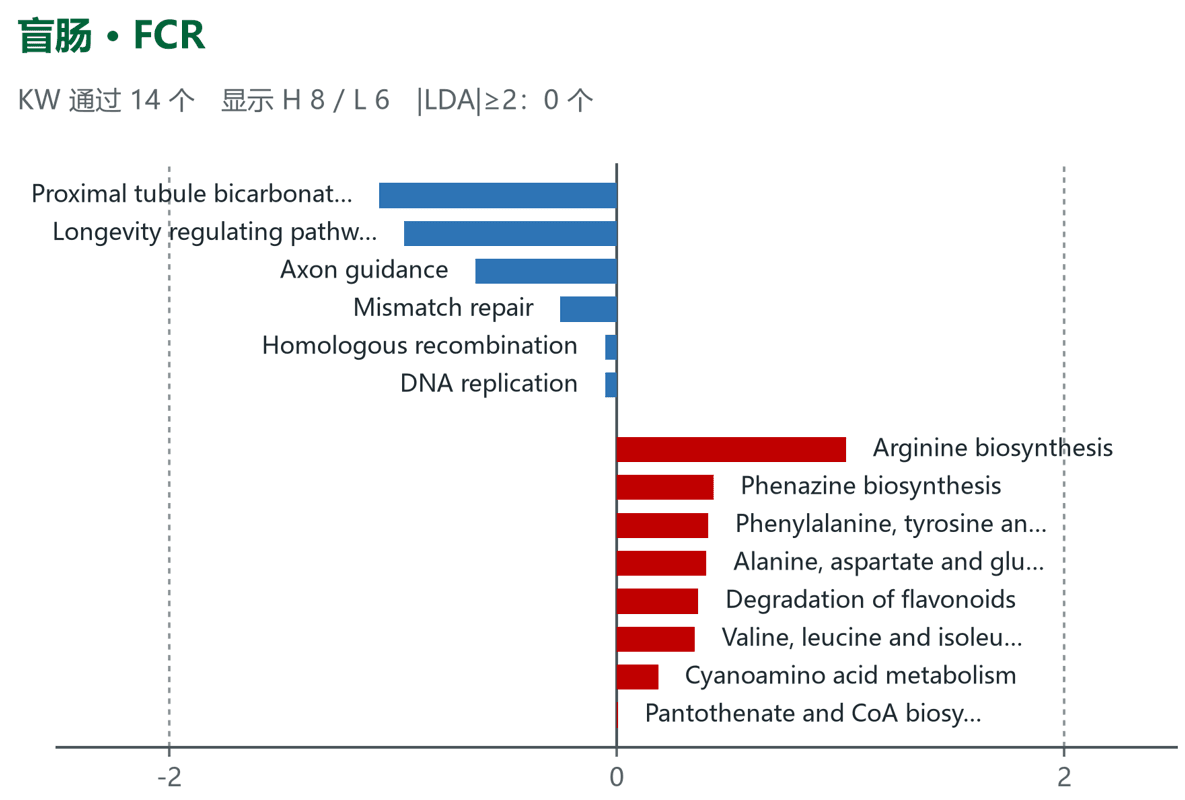 盲肠 • FCR
KW 通过 14 个 显示 H 8 / L 6 |LDA|≥2：0 个
Proximal tubule bicarbonat...
Longevity regulating pathw...
Axon guidance
Mismatch repair
Homologous recombination
DNA replication
Arginine biosynthesis
Phenazine biosynthesis
Phenylalanine, tyrosine an...
Alanine, aspartate and glu...
Degradation of flavonoids
Valine, leucine and isoleu...
Cyanoamino acid metabolism
Pantothenate and CoA biosy...
-2 0 2